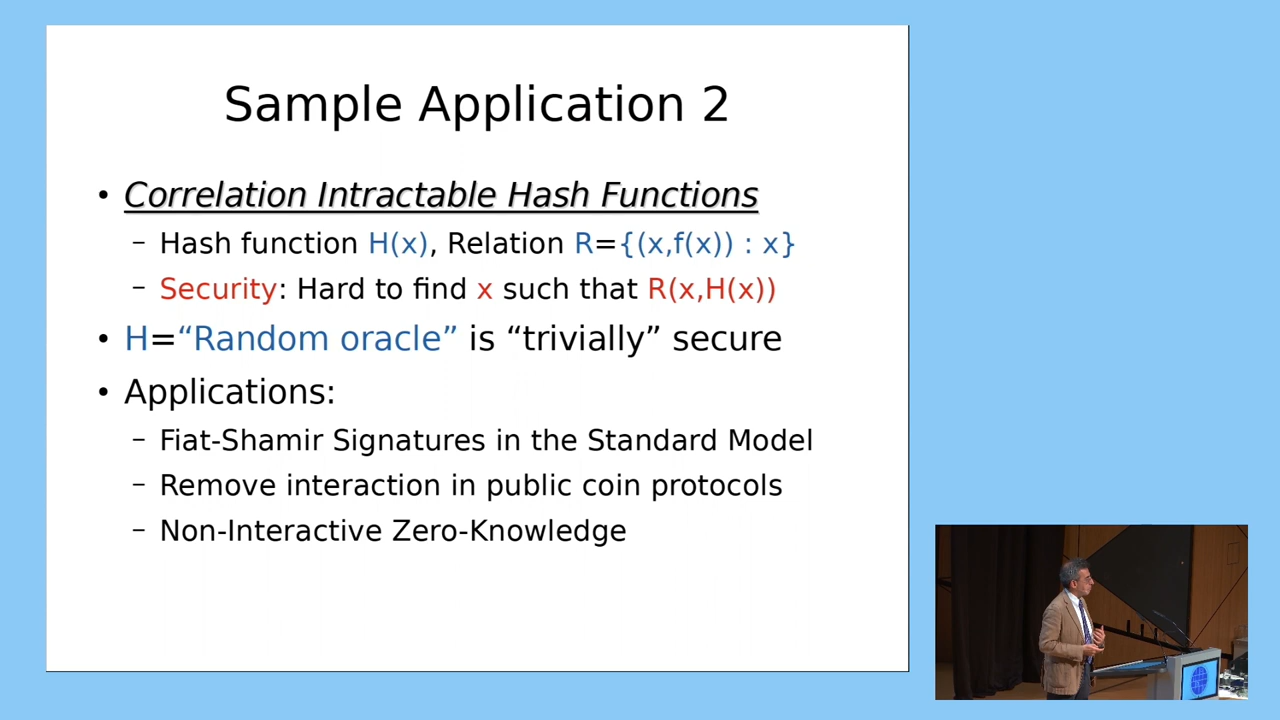 Sample Application 2
• Correlation Intractable Hash Functions
– Hash function H(x), Relation R={(x,f(x)) : x}
– Security: Hard to find x such that R(x,H(x))
• H=“Random oracle” is “trivially” secure
• Applications:
– Fiat-Shamir Signatures in the Standard Model
– Remove interaction in public coin protocols
– Non-Interactive Zero-Knowledge